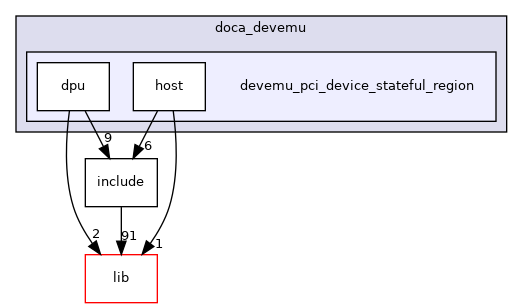 doca_devemu
dpu
host
devemu_pci_device_stateful_region
9
6
include
2
91
1
lib